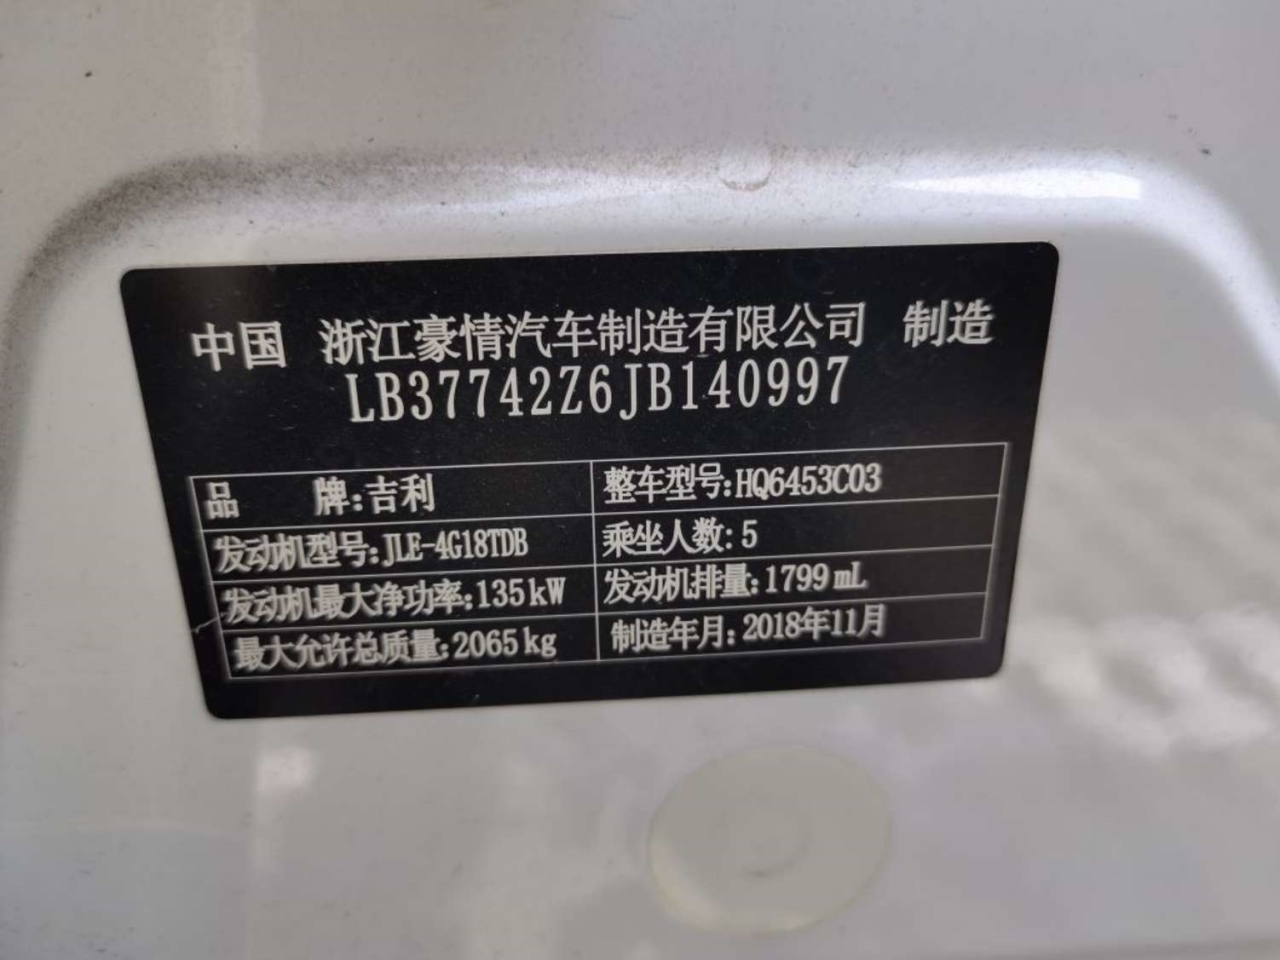 中国 浙江豪情汽车制造有限公司 制造
LB37742Z6JB140997
品 牌:吉利 整车型号:HQ6453C03
发动机型号:JLE-4G18TDB 乘坐人数:5
发动机最大净功率:135kW 发动机排量:1799mL
最大允许总质量:2065kg 制造年月:2018年11月